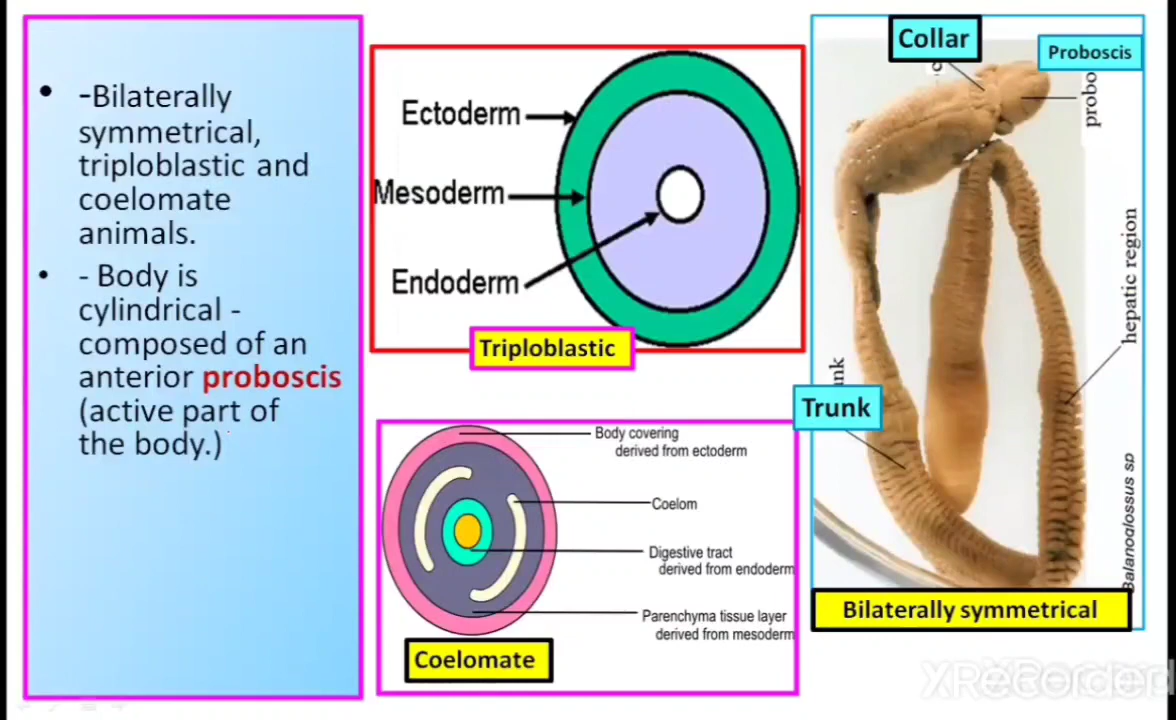 -Bilaterally
symmetrical,
triploblastic and
coelomate
animals.
- Body is
cylindrical -
composed of an
anterior proboscis
(active part of
the body.)
Ectoderm
Mesoderm
Endoderm
Triploblastic
Body covering
derived from ectoderm
Coelom
Digestive tract
derived from endoderm
Parenchyma tissue layer
derived from mesoderm
Coelomate
Collar
Proboscis
c
probo
hepatic region
nk
Trunk
Balanoglossus sp
Bilaterally symmetrical
XRecorder